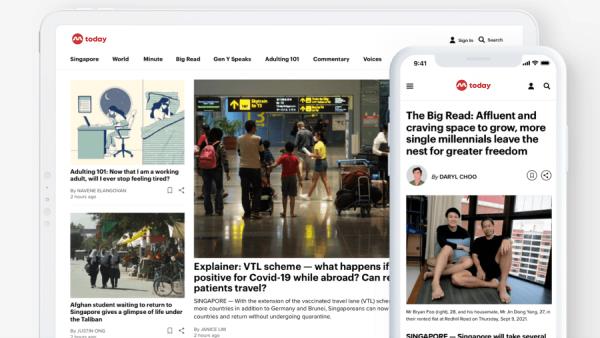 today
Sign In
Search
Singapore
World
Minute
Big Read
Gen Y Speaks
Adulting 101
Commentary
Voices
Adulting 101: Now that I am a working
adult, will I ever stop feeling tired?
By NAVENE ELANGOVAN
2 hours ago
Afghan student waiting to return to
Singapore gives a glimpse of life under
the Taliban
By JUSTIN ONG
2 hours ago
Skytrain
to T3
Explainer: VTL scheme — what happens if
positive for Covid-19 while abroad? Can re
patients travel?
SINGAPORE — With the extension of the vaccinated travel lane (VTL) sche
more countries in addition to Germany and Brunei, Singaporeans can now
countries and return without undergoing quarantine.
By JANICE LIM
2 hours ago
9:41
today
The Big Read: Affluent and
craving space to grow, more
single millennials leave the
nest for greater freedom
By DARYL CHOO
Mr Bryan Foo (right), 28, and his housemate, Mr Jin Dong Yang, 27, in
their rented flat at Redhill Road on Thursday, Sept 9, 2021.
SINGAPORE — Singapore will take several